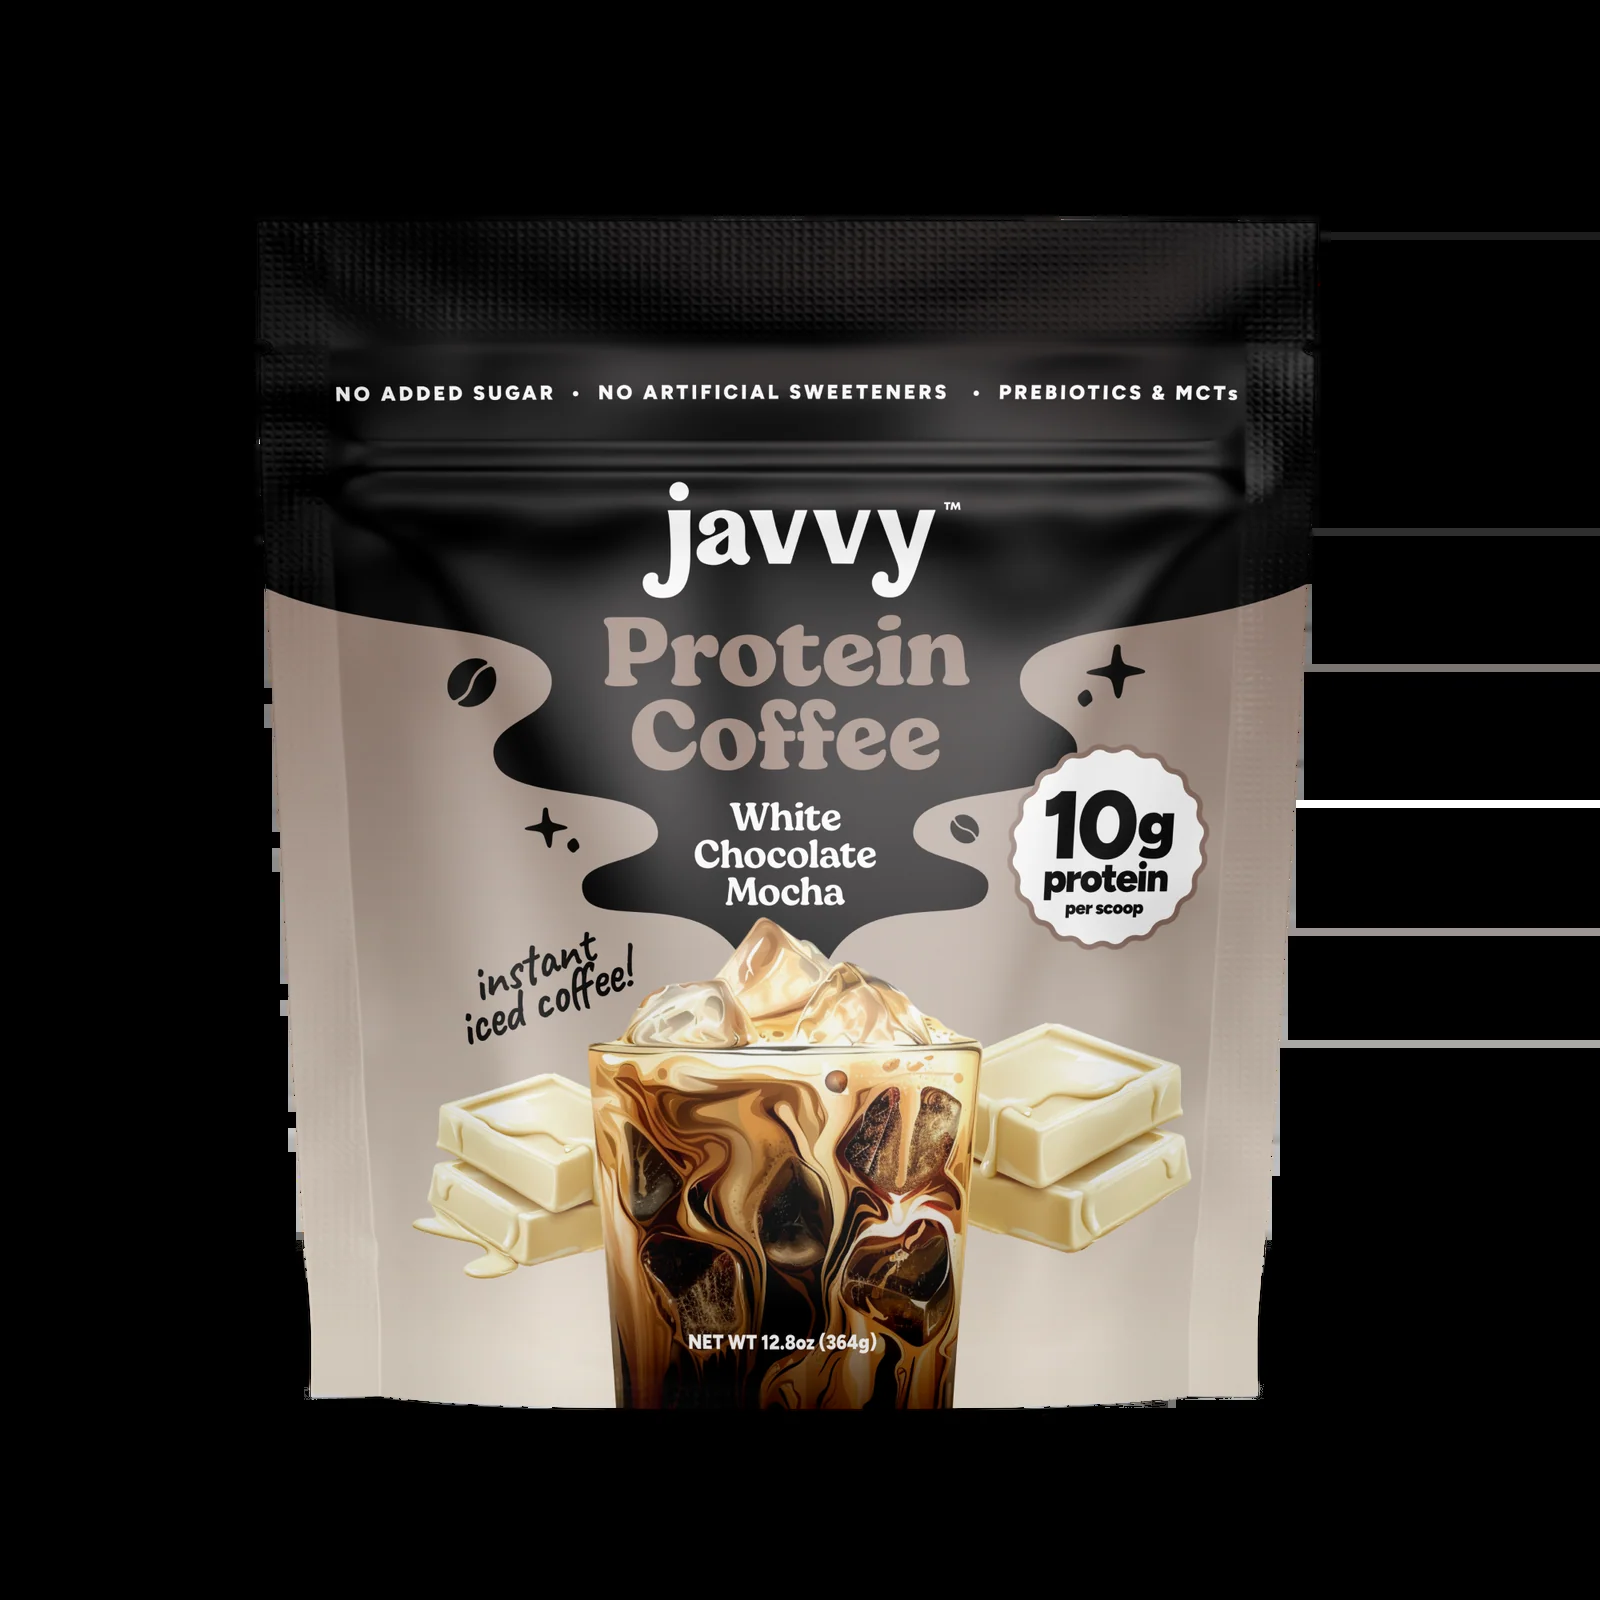 NO ADDED SUGAR • NO ARTIFICIAL SWEETENERS • PREBIOTICS & MCTs
javvy™
Protein
Coffee
White
Chocolate
Mocha
10g
protein
per scoop
instant
iced coffee!
NET WT 12.8oz (364g)